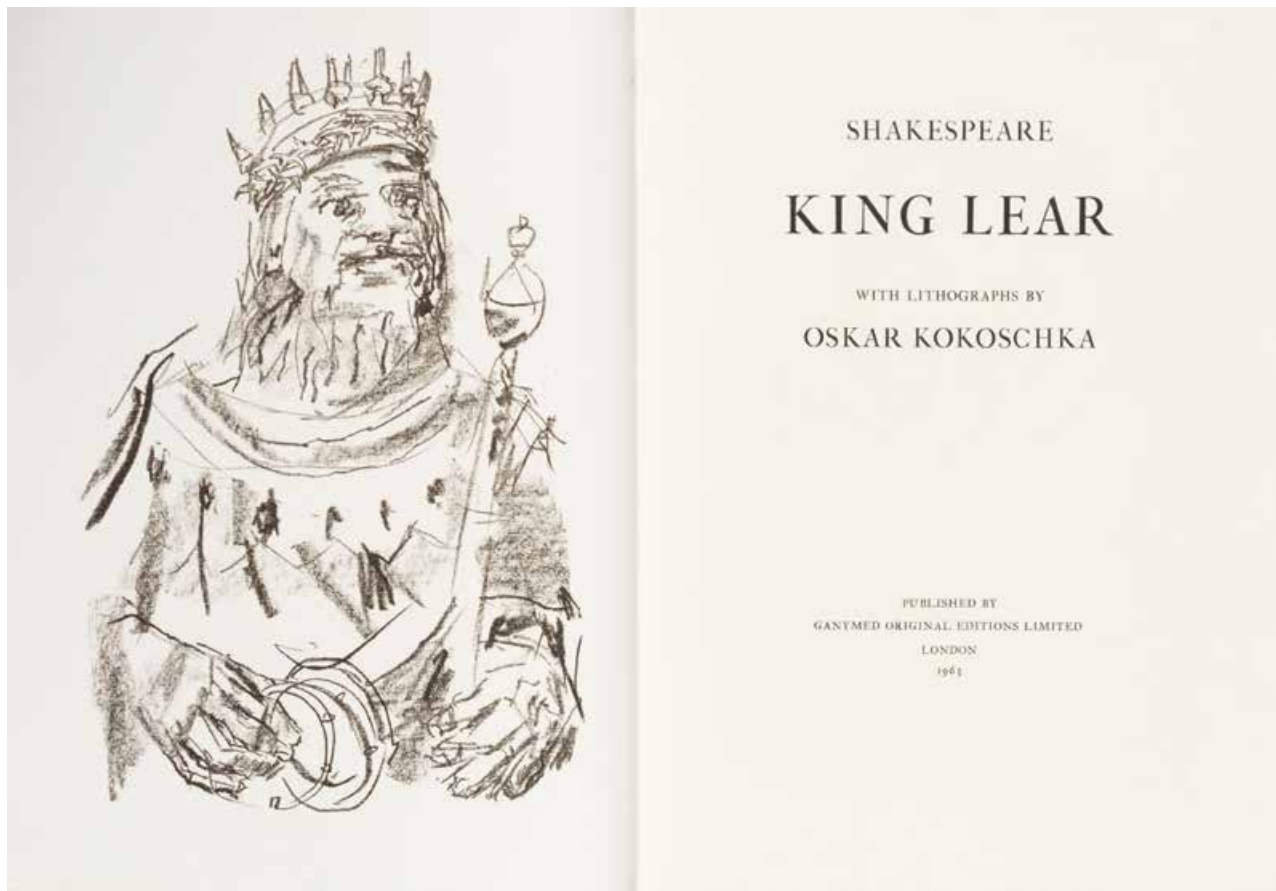 SHAKESPEARE
KING LEAR
WITH LITHOGRAPHS BY
OSKAR KOKOSCHKA
PUBLISHED BY
GANYMED ORIGINAL EDITIONS LIMITED
LONDON
1963